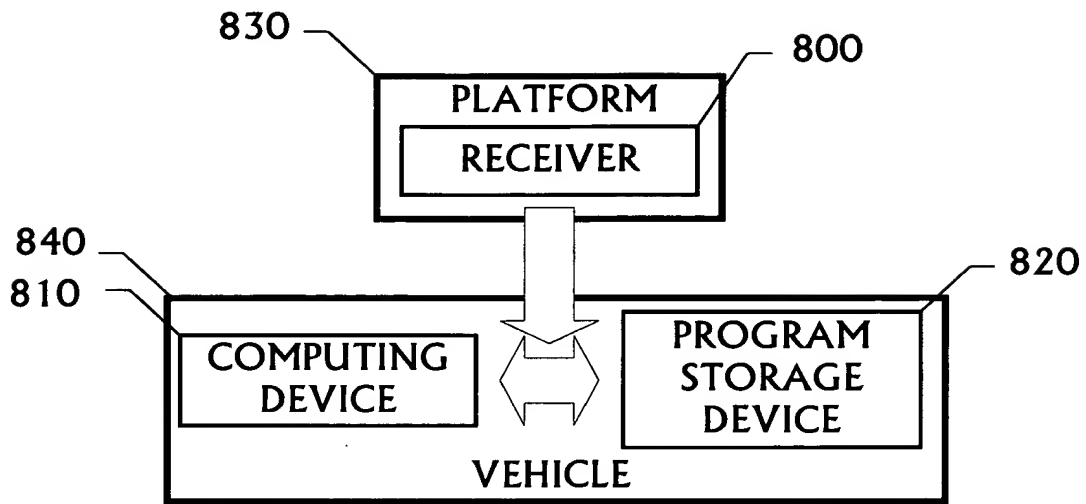 830
800
PLATFORM
RECEIVER
840
810
820
COMPUTING
DEVICE
PROGRAM
STORAGE
DEVICE
VEHICLE